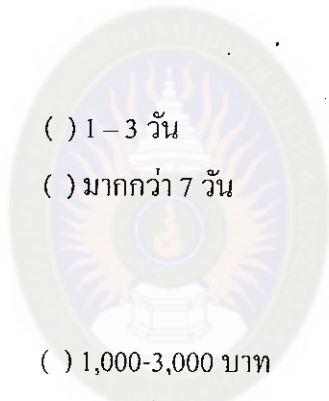 ( ) 1 – 3 วัน
( ) มากกว่า 7 วัน
( ) 1,000-3,000 บาท